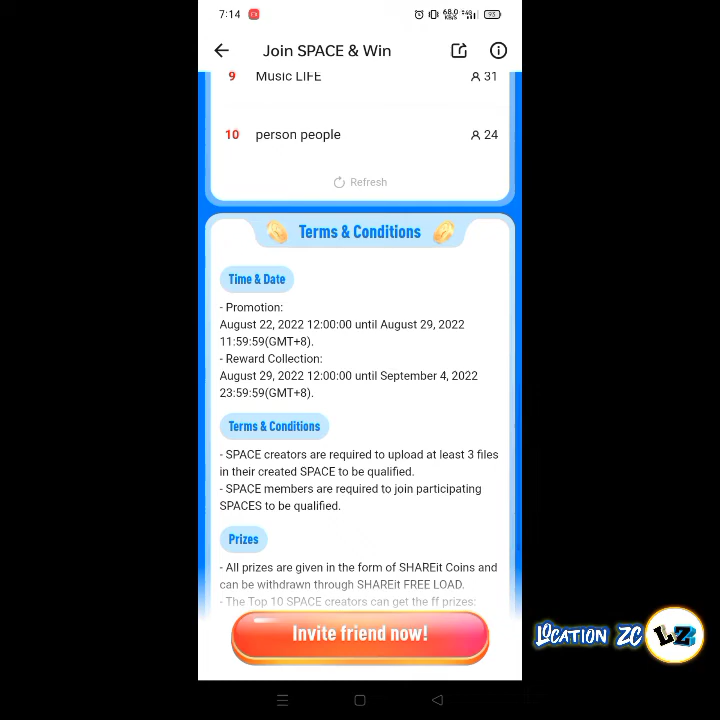 7:14 68.0 KB/s 4G 93
Join SPACE & Win
9 Music LIFE 31
10 person people 24
Refresh
Terms & Conditions
Time & Date
- Promotion:
August 22, 2022 12:00:00 until August 29, 2022
11:59:59(GMT+8).
- Reward Collection:
August 29, 2022 12:00:00 until September 4, 2022
23:59:59(GMT+8).
Terms & Conditions
- SPACE creators are required to upload at least 3 files
in their created SPACE to be qualified.
- SPACE members are required to join participating
SPACES to be qualified.
Prizes
- All prizes are given in the form of SHAREit Coins and
can be withdrawn through SHAREit FREE LOAD.
- The Top 10 SPACE creators can get the ff prizes:
Invite friend now!
LOCATION ZC LZ